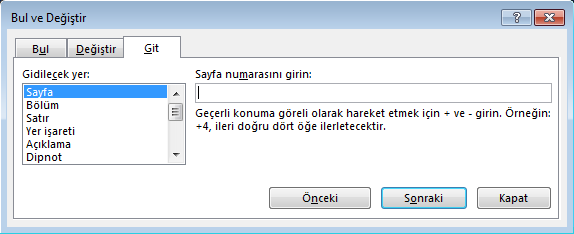 Bul ve Değiştir
Bul
Değiştir
Git
Gidilecek yer:
Sayfa
Bölüm
Satır
Yer işareti
Açıklama
Dipnot
Sayfa numarasını girin:
Geçerli konuma göreli olarak hareket etmek için + ve - girin. Örneğin:
+4, ileri doğru dört öğe ilerletecektir.
Önceki
Sonraki
Kapat